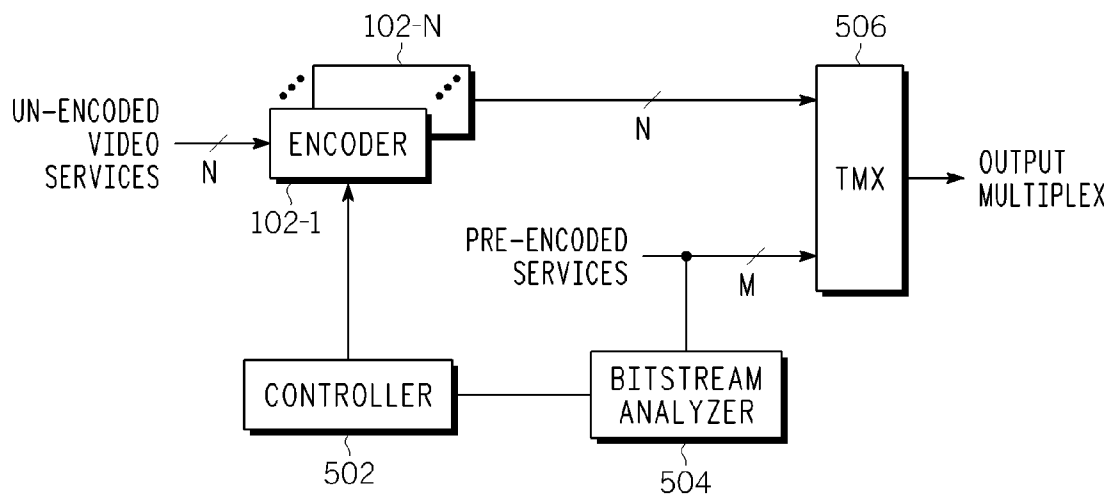 102-N
506
UN-ENCODED
VIDEO
SERVICES
N
ENCODER
N
TMX
OUTPUT
MULTIPLEX
102-1
PRE-ENCODED
SERVICES
M
CONTROLLER
BITSTREAM
ANALYZER
502
504